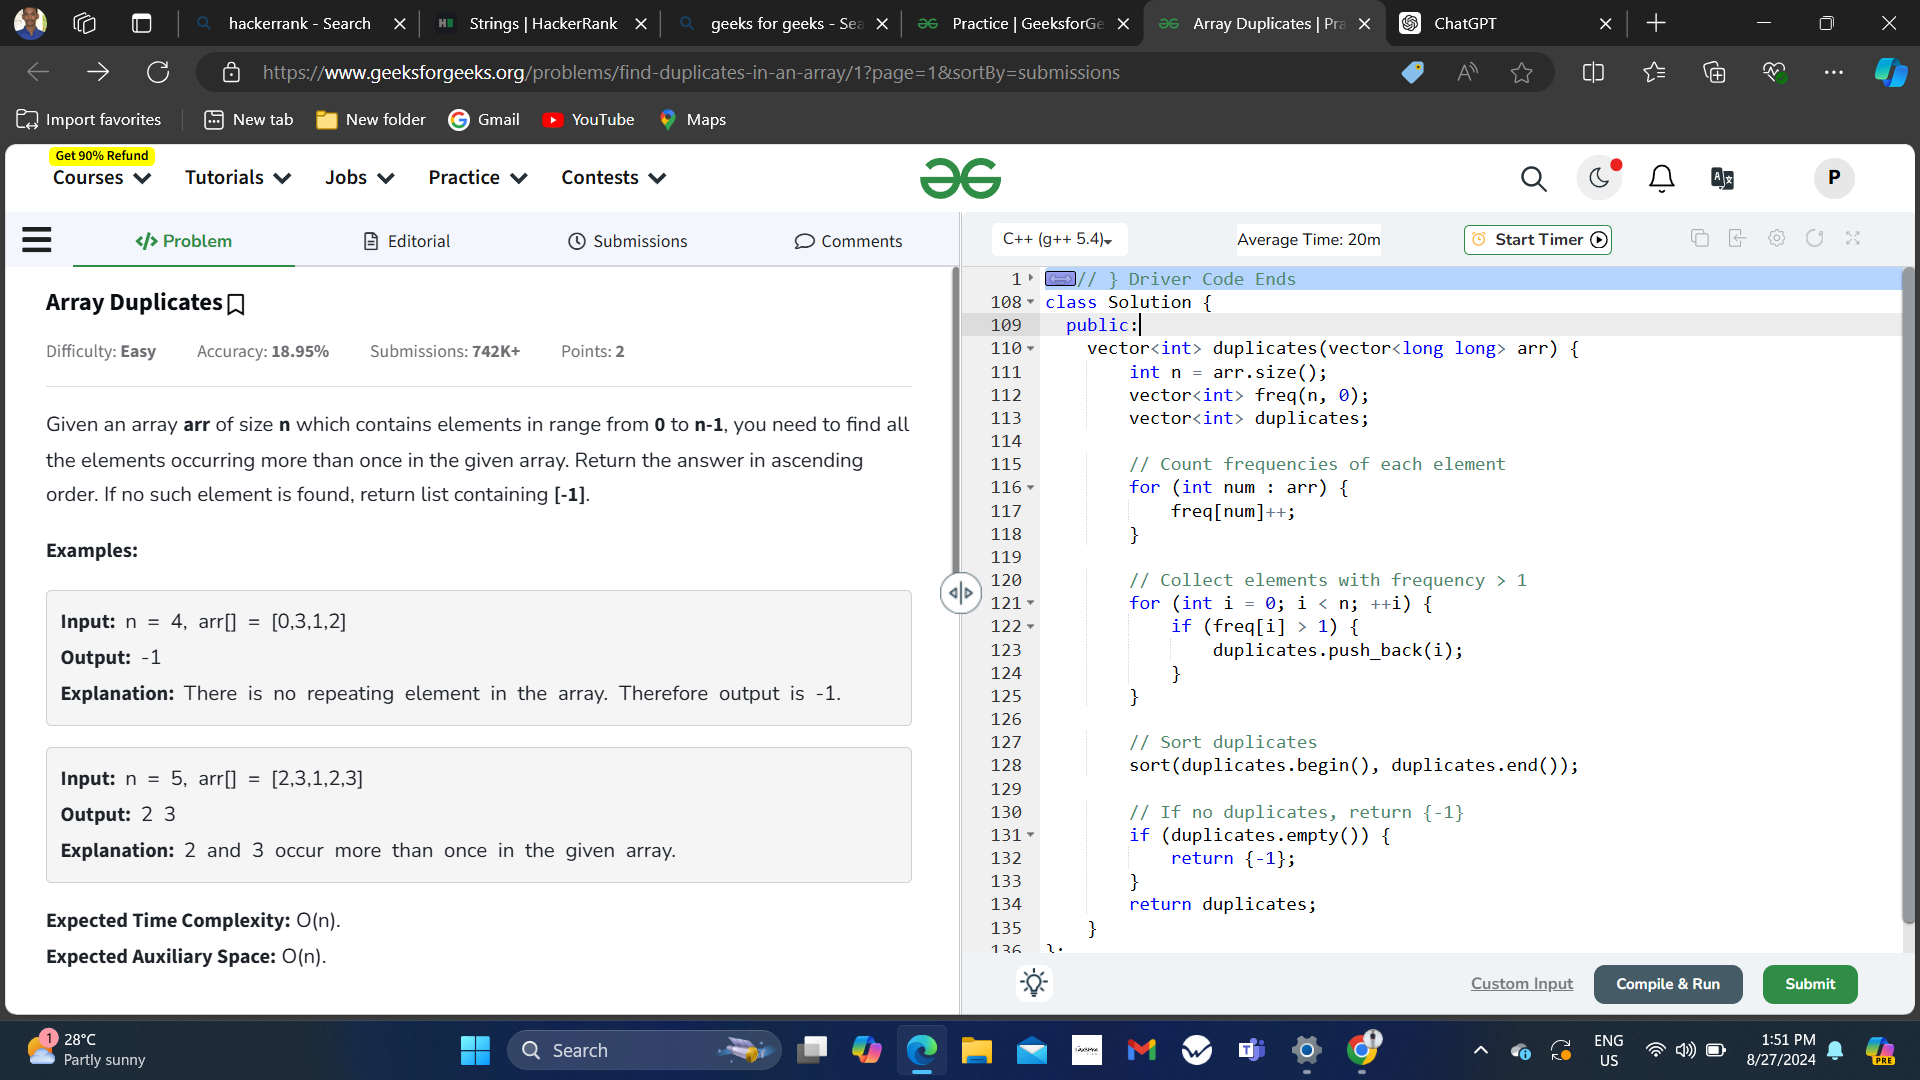 hackerrank - Search
Strings | HackerRank
geeks for geeks - Sea
Practice | GeeksforGe
Array Duplicates | Pra
ChatGPT
https://www.geeksforgeeks.org/problems/find-duplicates-in-an-array/1?page=1&sortBy=submissions
Import favorites
New tab
New folder
Gmail
YouTube
Maps
Get 90% Refund
Courses
Tutorials
Jobs
Practice
Contests
P
Problem
Editorial
Submissions
Comments
C++ (g++ 5.4)
Average Time: 20m
Start Timer
Array Duplicates
Difficulty: Easy
Accuracy: 18.95%
Submissions: 742K+
Points: 2
Given an array arr of size n which contains elements in range from 0 to n-1, you need to find all
the elements occurring more than once in the given array. Return the answer in ascending
order. If no such element is found, return list containing [-1].
Examples:
Input: n = 4, arr[] = [0,3,1,2]
Output: -1
Explanation: There is no repeating element in the array. Therefore output is -1.
Input: n = 5, arr[] = [2,3,1,2,3]
Output: 2 3
Explanation: 2 and 3 occur more than once in the given array.
Expected Time Complexity: O(n).
Expected Auxiliary Space: O(n).
1 // } Driver Code Ends
108 class Solution {
109 public:
110 vector<int> duplicates(vector<long long> arr) {
111 int n = arr.size();
112 vector<int> freq(n, 0);
113 vector<int> duplicates;
114
115 // Count frequencies of each element
116 for (int num : arr) {
117 freq[num]++;
118 }
119
120 // Collect elements with frequency > 1
121 for (int i = 0; i < n; ++i) {
122 if (freq[i] > 1) {
123 duplicates.push_back(i);
124 }
125 }
126
127 // Sort duplicates
128 sort(duplicates.begin(), duplicates.end());
129
130 // If no duplicates, return {-1}
131 if (duplicates.empty()) {
132 return {-1};
133 }
134 return duplicates;
135 }
136 };
Custom Input
Compile & Run
Submit
1
28°C
Partly sunny
Search
ENG
US
1:51 PM
8/27/2024
PRE